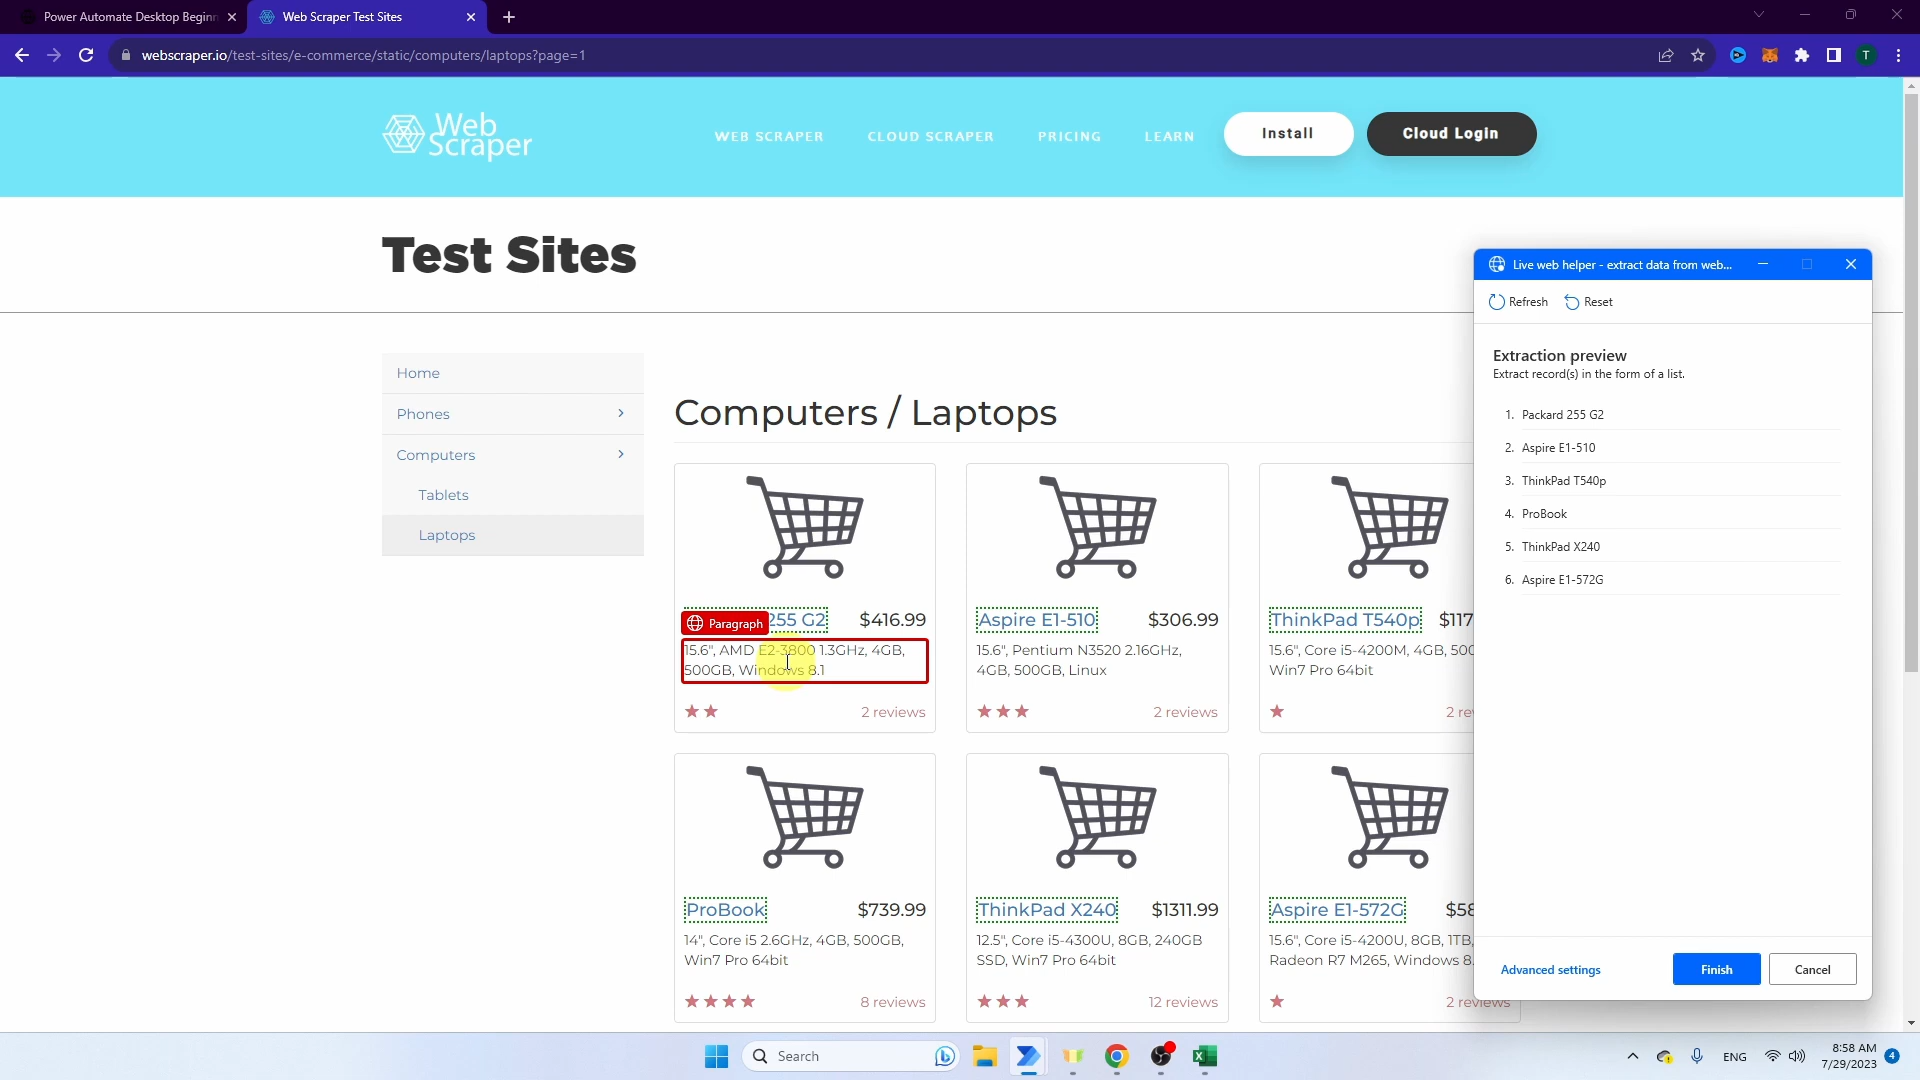 Power Automate Desktop Beginn
Web Scraper Test Sites
webscraper.io/test-sites/e-commerce/static/computers/laptops?page=1
T
Web
Scraper
WEB SCRAPER
CLOUD SCRAPER
PRICING
LEARN
Install
Cloud Login
Test Sites
Home
Phones
Computers
Tablets
Laptops
Computers / Laptops
Paragraph
255 G2
$416.99
15.6", AMD E2-3800 1.3GHz, 4GB,
500GB, Windows 8.1
2 reviews
Aspire E1-510
$306.99
15.6", Pentium N3520 2.16GHz,
4GB, 500GB, Linux
2 reviews
ThinkPad T540p
$117
15.6", Core i5-4200M, 4GB, 500
Win7 Pro 64bit
2 re
ProBook
$739.99
14", Core i5 2.6GHz, 4GB, 500GB,
Win7 Pro 64bit
8 reviews
ThinkPad X240
$1311.99
12.5", Core i5-4300U, 8GB, 240GB
SSD, Win7 Pro 64bit
12 reviews
Aspire E1-572G
$58
15.6", Core i5-4200U, 8GB, 1TB,
Radeon R7 M265, Windows 8.
2 reviews
Live web helper - extract data from web...
Refresh
Reset
Extraction preview
Extract record(s) in the form of a list.
1. Packard 255 G2
2. Aspire E1-510
3. ThinkPad T540p
4. ProBook
5. ThinkPad X240
6. Aspire E1-572G
Advanced settings
Finish
Cancel
Search
ENG
8:58 AM
7/29/2023
4